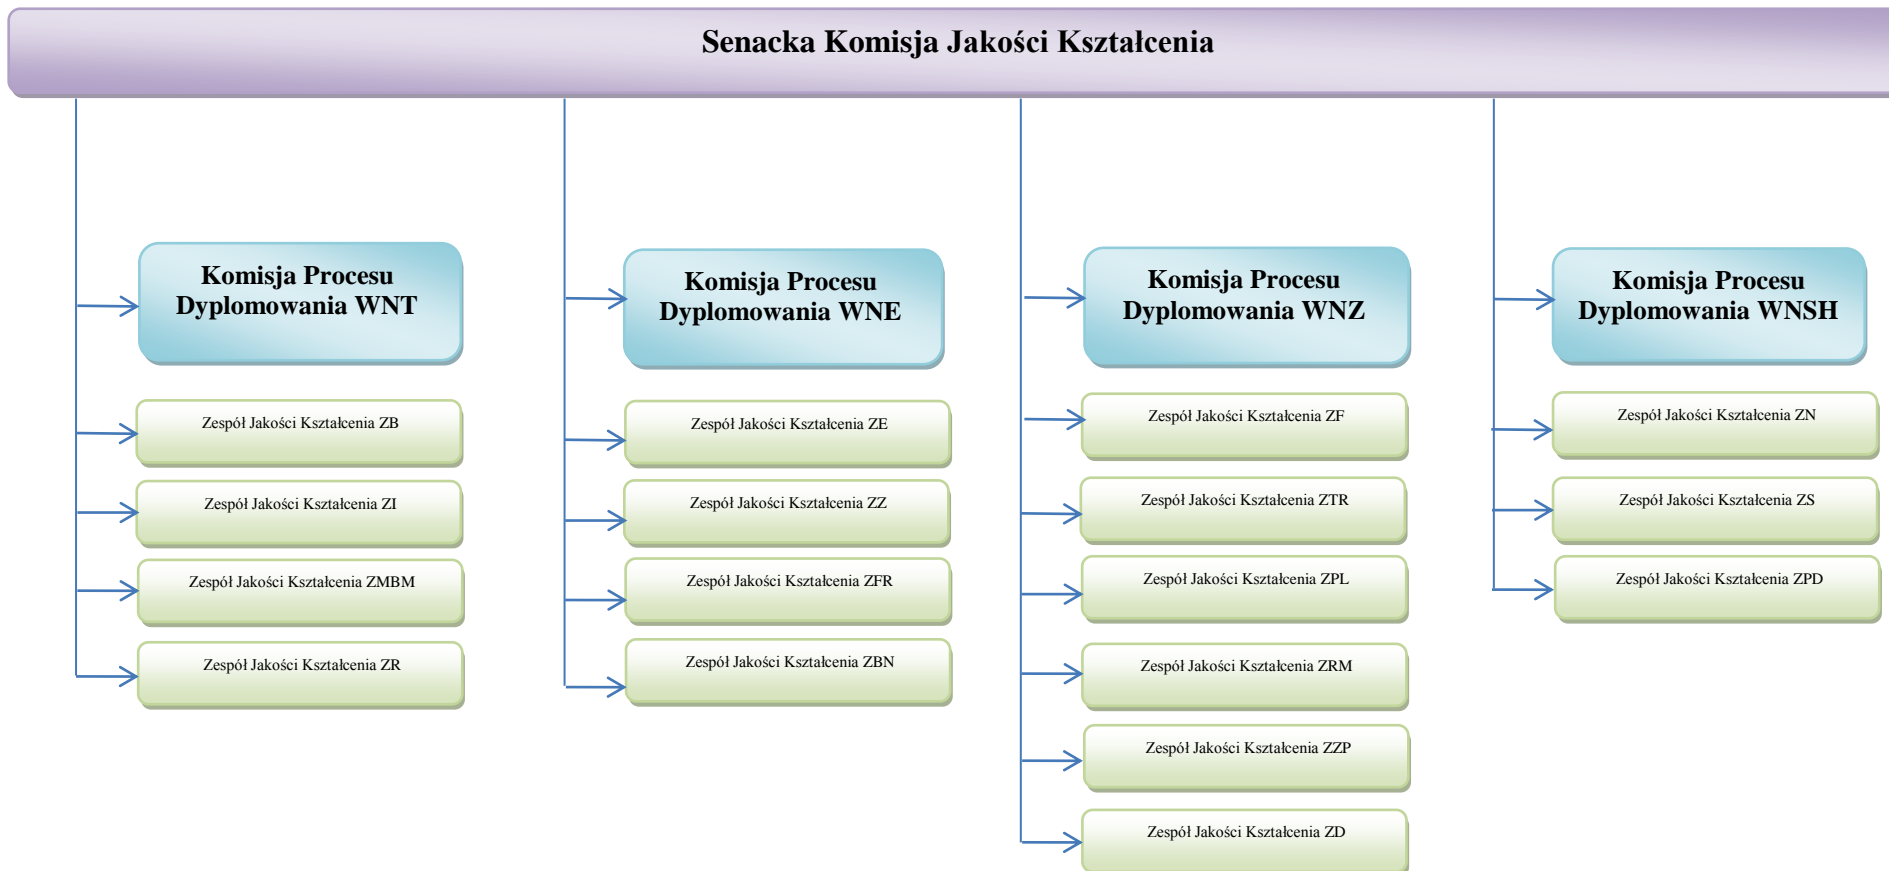 Senacka Komisja Jakości Kształcenia
Komisja Procesu
Dyplomowania WNT
Zespół Jakości Kształcenia ZB
Zespół Jakości Kształcenia ZI
Zespół Jakości Kształcenia ZMBM
Zespół Jakości Kształcenia ZR
Komisja Procesu
Dyplomowania WNE
Zespół Jakości Kształcenia ZE
Zespół Jakości Kształcenia ZZ
Zespół Jakości Kształcenia ZFR
Zespół Jakości Kształcenia ZBN
Komisja Procesu
Dyplomowania WNZ
Zespół Jakości Kształcenia ZF
Zespół Jakości Kształcenia ZTR
Zespół Jakości Kształcenia ZPL
Zespół Jakości Kształcenia ZRM
Zespół Jakości Kształcenia ZZP
Zespół Jakości Kształcenia ZD
Komisja Procesu
Dyplomowania WNSH
Zespół Jakości Kształcenia ZN
Zespół Jakości Kształcenia ZS
Zespół Jakości Kształcenia ZPD